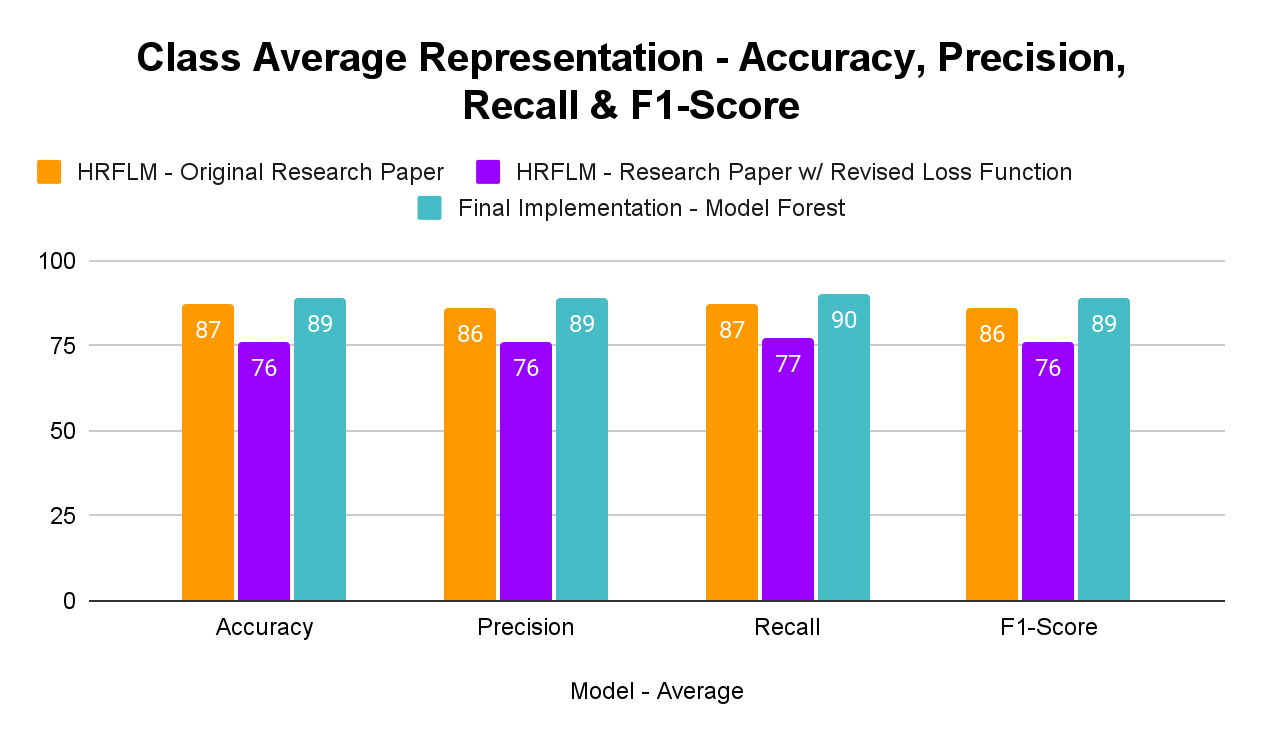 Class Average Representation - Accuracy, Precision,
Recall & F1-Score
HRFLM - Original Research Paper HRFLM - Research Paper w/ Revised Loss Function
Final Implementation - Model Forest
100
75
50
25
0
87 76 89 86 76 89 87 77 90 86 76 89
Accuracy Precision Recall F1-Score
Model - Average